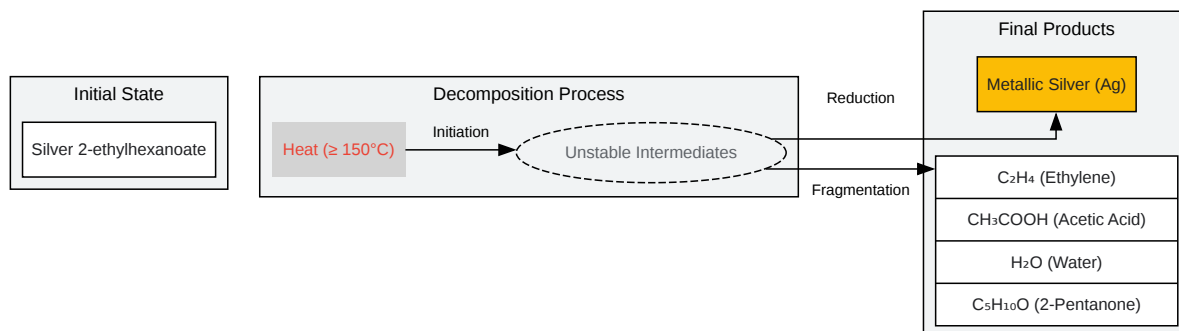 Initial State
Silver 2-ethylhexanoate
Decomposition Process
Heat (≥ 150°C)
Initiation
Unstable Intermediates
Reduction
Fragmentation
Final Products
Metallic Silver (Ag)
C₂H₄ (Ethylene)
CH₃COOH (Acetic Acid)
H₂O (Water)
C₅H₁₀O (2-Pentanone)